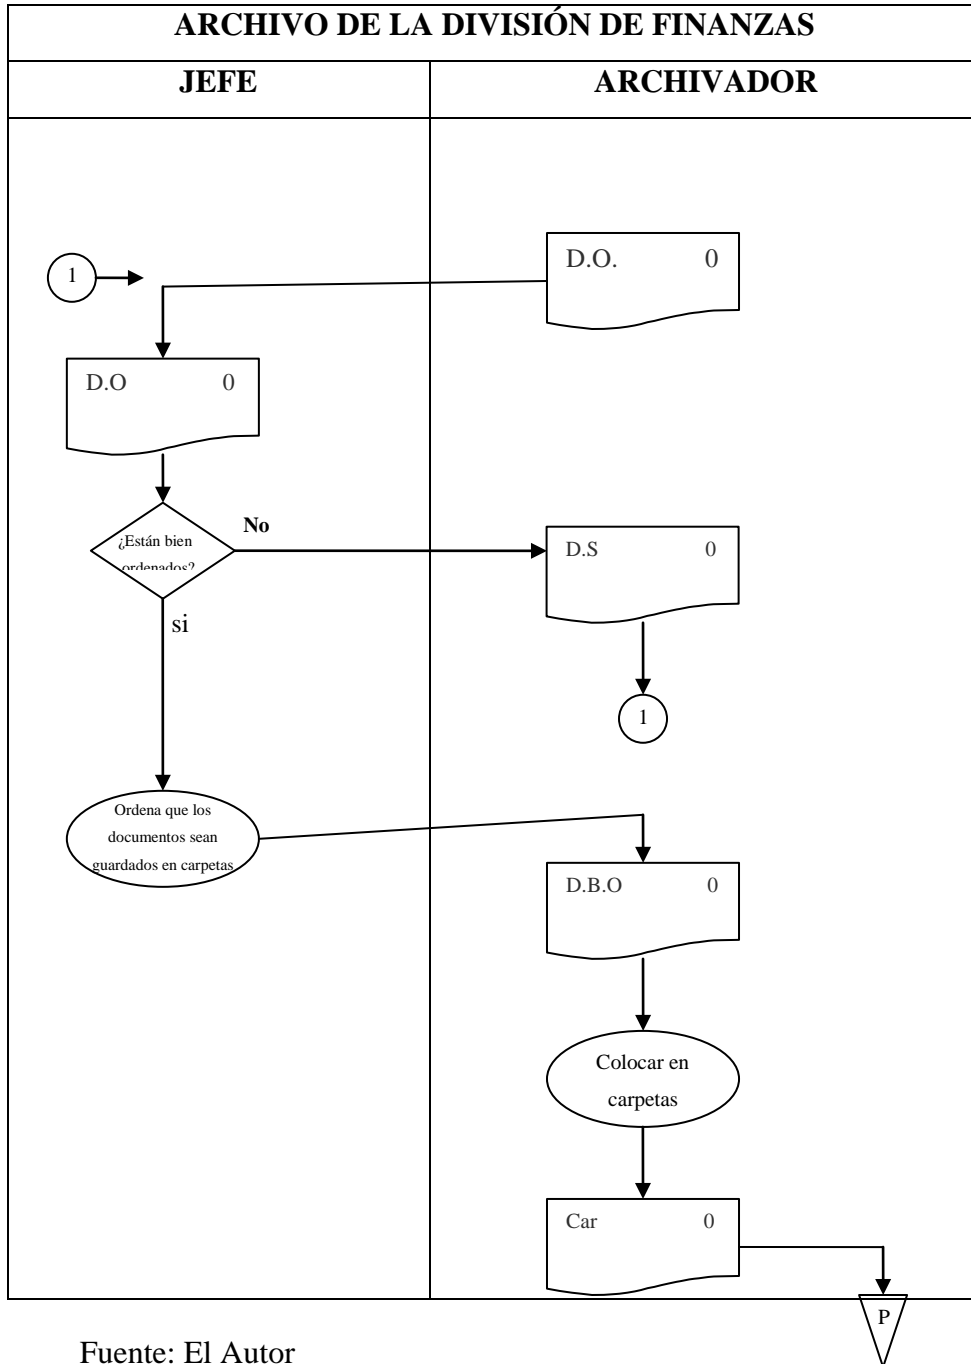 ARCHIVO DE LA DIVISIÓN DE FINANZAS
JEFE ARCHIVADOR
D.O. 0
1
D.O 0
¿Están bien
ordenados?
No
D.S 0
si
1
Ordena que los
documentos sean
guardados en carpetas
D.B.O 0
Colocar en
carpetas
Car 0
P
Fuente: El Autor